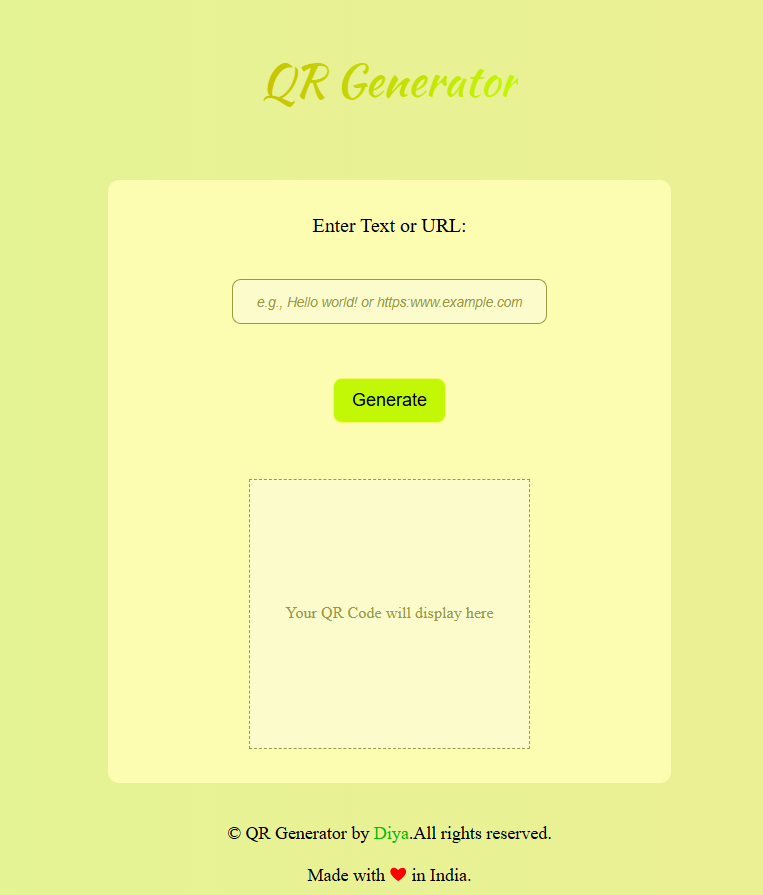 QR Generator
Enter Text or URL:
e.g., Hello world! or https:www.example.com
Generate
Your QR Code will display here
© QR Generator by Diya.All rights reserved.
Made with ❤ in India.